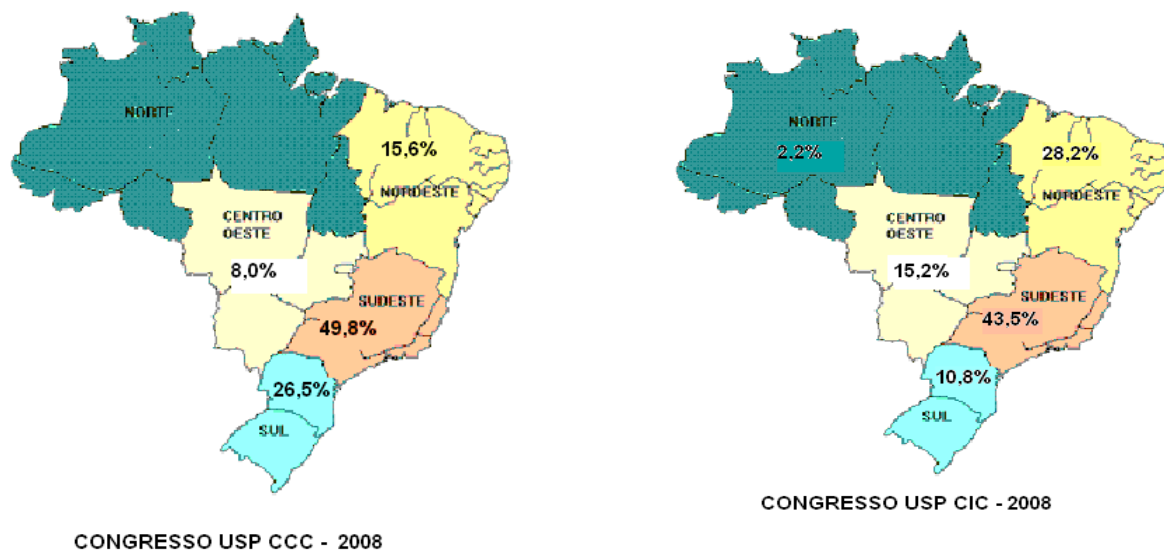 NORTE
15,6%
NORDESTE
CENTRO
OESTE
8,0%
SUDESTE
49,8%
26,5%
SUL
CONGRESSO USP CCC - 2008
NORTE
2,2%
28,2%
NORDESTE
CENTRO
OESTE
15,2%
SUDESTE
43,5%
10,8%
SUL
CONGRESSO USP CIC - 2008